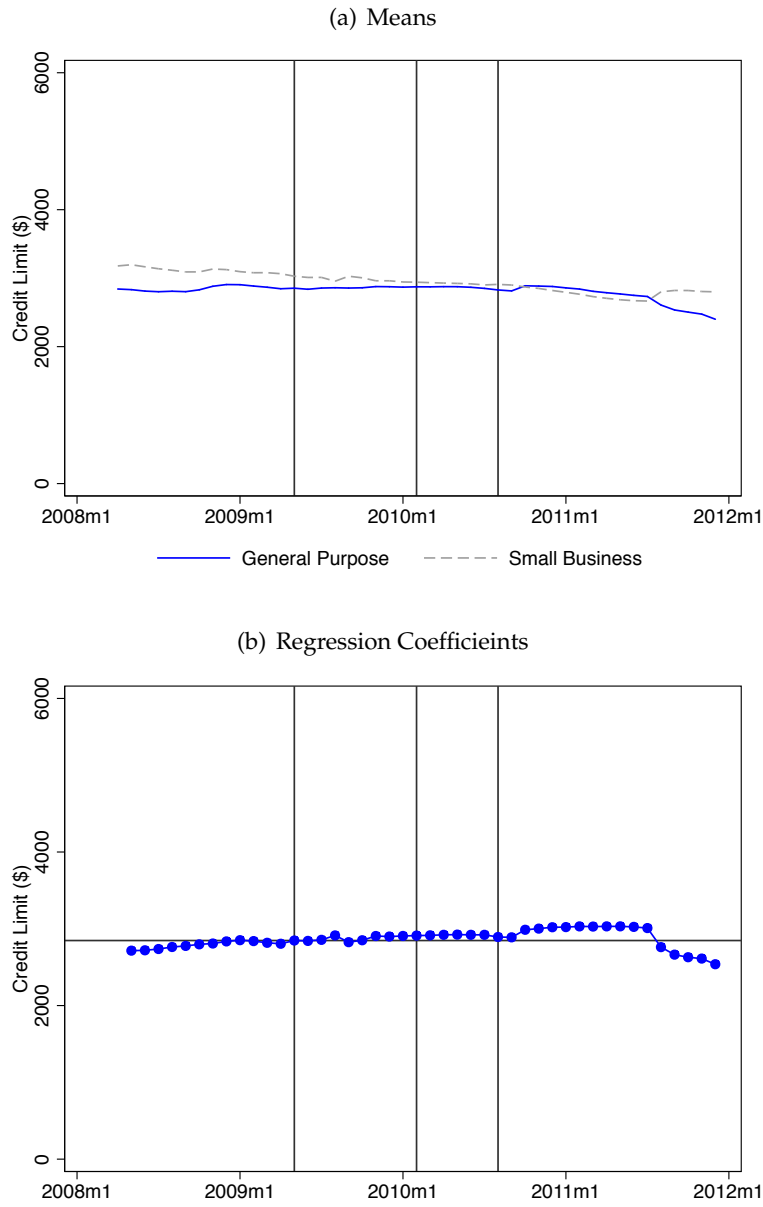 (a) Means
6000
4000
2000
0
Credit Limit ($)
2008m1 2009m1 2010m1 2011m1 2012m1
General Purpose Small Business
(b) Regression Coefficieints
6000
4000
2000
0
Credit Limit ($)
2008m1 2009m1 2010m1 2011m1 2012m1